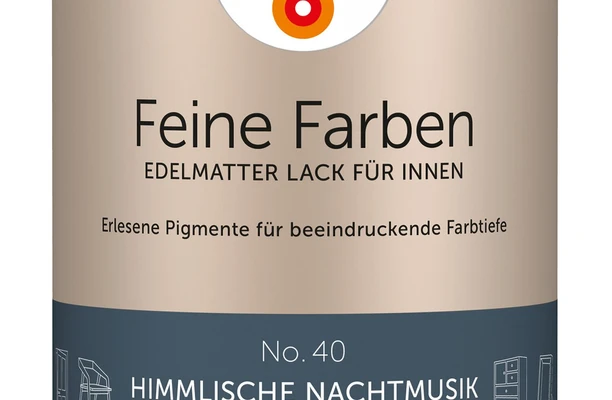 Feine Farben
EDELMATTER LACK FÜR INNEN
Erlesene Pigmente für beeindruckende Farbtiefe
No. 40
HIMMLISCHE NACHTMUSIK